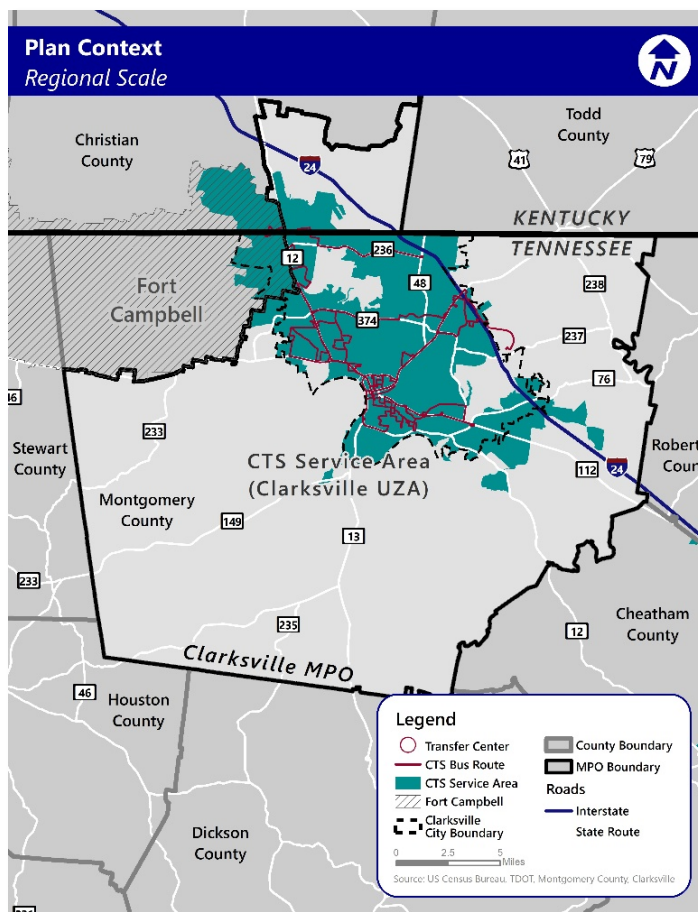 Plan Context
Regional Scale
N
Todd
County
Christian
County
41
79
24
KENTUCKY
TENNESSEE
12
236
48
238
Fort
Campbell
374
237
76
46
233
Stewart
County
CTS Service Area
(Clarksville UZA)
112
24
Robert
Coun
Montgomery
County
149
13
233
Cheatham
County
12
235
Clarksville MPO
46
Houston
County
Dickson
County
Legend
Transfer Center
CTS Bus Route
CTS Service Area
Fort Campbell
Clarksville
City Boundary
County Boundary
MPO Boundary
Roads
Interstate
State Route
0 2.5 5
Miles
Source: US Census Bureau, TDOT, Montgomery County, Clarksville